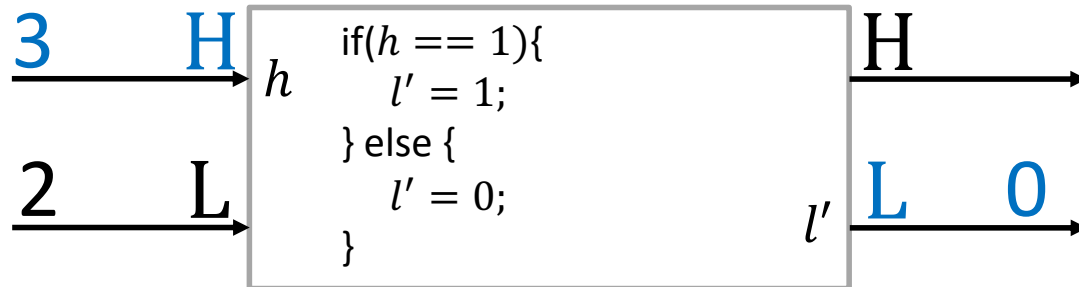 3 H
h
if(h == 1){
l′ = 1;
} else {
l′ = 0;
}
2 L
H
l′
L 0